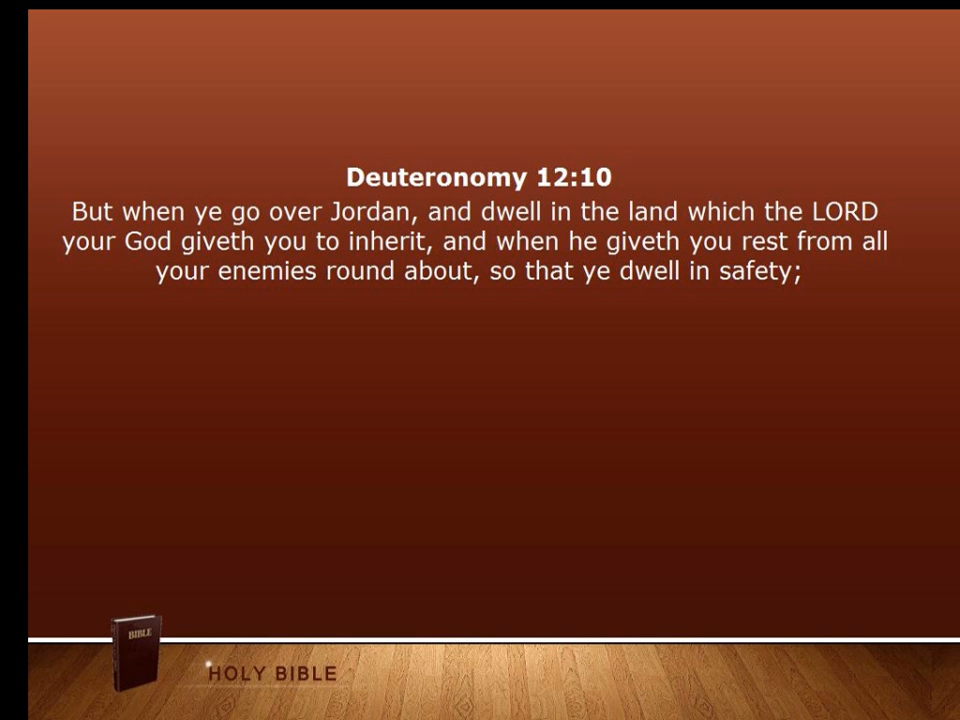 Deuteronomy 12:10
But when ye go over Jordan, and dwell in the land which the LORD
your God giveth you to inherit, and when he giveth you rest from all
your enemies round about, so that ye dwell in safety;
BIBLE
HOLY BIBLE